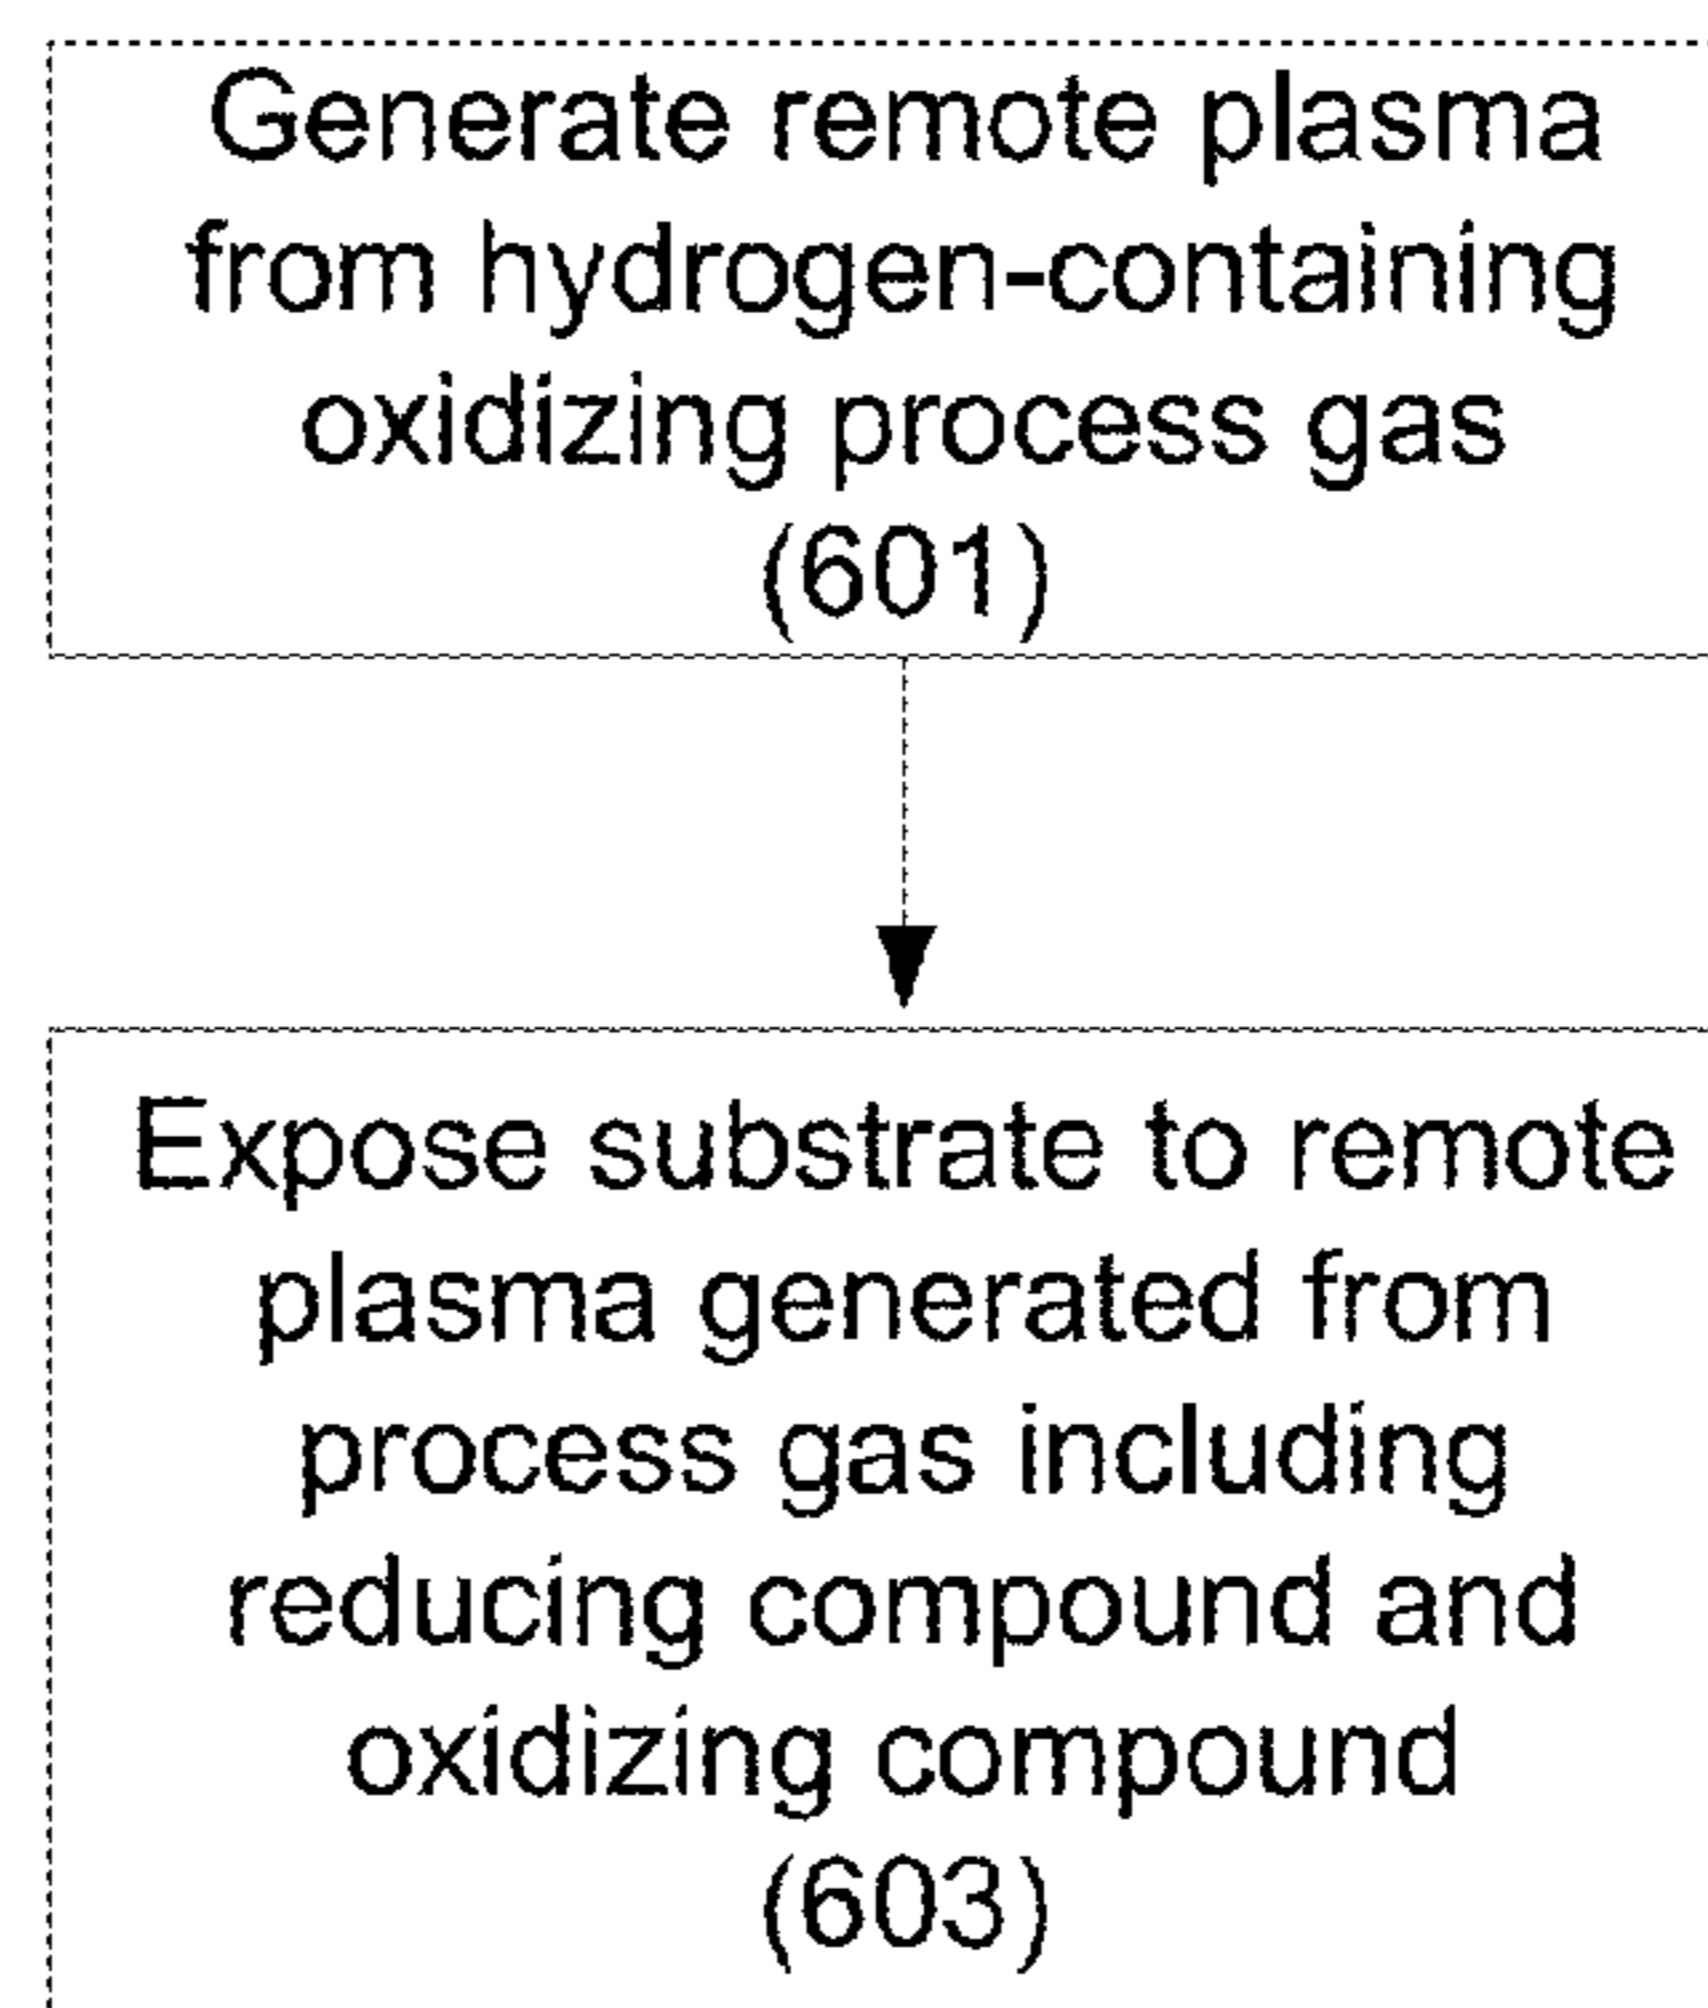 Generate remote plasma
from hydrogen-containing
oxidizing process gas
(601)
Expose substrate to remote
plasma generated from
process gas including
reducing compound and
oxidizing compound
(603)